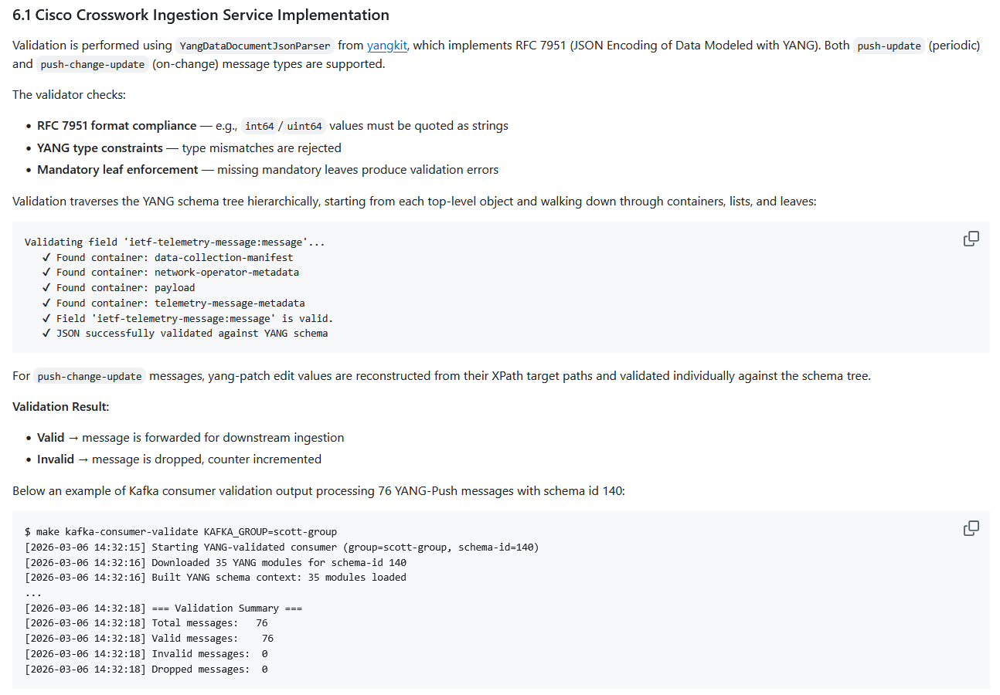 6.1 Cisco Crosswork Ingestion Service Implementation
Validation is performed using YangDataDocumentJsonParser from yangkit, which implements RFC 7951 (JSON Encoding of Data Modeled with YANG). Both push-update (periodic)
and push-change-update (on-change) message types are supported.
The validator checks:
• RFC 7951 format compliance — e.g., int64 / uint64 values must be quoted as strings
• YANG type constraints — type mismatches are rejected
• Mandatory leaf enforcement — missing mandatory leaves produce validation errors
Validation traverses the YANG schema tree hierarchically, starting from each top-level object and walking down through containers, lists, and leaves:
Validating field 'ietf-telemetry-message:message'...
✓ Found container: data-collection-manifest
✓ Found container: network-operator-metadata
✓ Found container: payload
✓ Found container: telemetry-message-metadata
✓ Field 'ietf-telemetry-message:message' is valid.
✓ JSON successfully validated against YANG schema
For push-change-update messages, yang-patch edit values are reconstructed from their XPath target paths and validated individually against the schema tree.
Validation Result:
• Valid → message is forwarded for downstream ingestion
• Invalid → message is dropped, counter incremented
Below an example of Kafka consumer validation output processing 76 YANG-Push messages with schema id 140:
$ make kafka-consumer-validate KAFKA_GROUP=scott-group
[2026-03-06 14:32:15] Starting YANG-validated consumer (group=scott-group, schema-id=140)
[2026-03-06 14:32:16] Downloaded 35 YANG modules for schema-id 140
[2026-03-06 14:32:16] Built YANG schema context: 35 modules loaded
...
[2026-03-06 14:32:18] === Validation Summary ===
[2026-03-06 14:32:18] Total messages:   76
[2026-03-06 14:32:18] Valid messages:    76
[2026-03-06 14:32:18] Invalid messages:  0
[2026-03-06 14:32:18] Dropped messages:  0